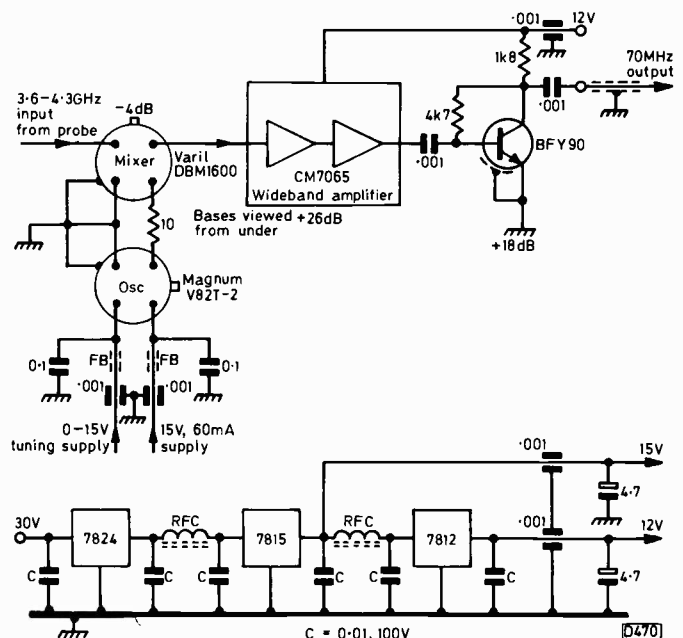 ·001
12V
1k8
70MHz
output
·001
3·6–4·3GHz
input
from probe
-4dB
Mixer
Varil
DBM1600
4k7
CM7065
Wideband amplifier
·001
BFY90
Bases viewed
from under
+26dB
+18dB
10
Osc
Magnum
V82T-2
0·1
FB
FB
0·1
·001
·001
0–15V
tuning supply
15V, 60mA
supply
·001
15V
4·7
30V
7824
RFC
7815
RFC
7812
·001
12V
4·7
C
C
C
C
C
C = 0·01, 100V
D470